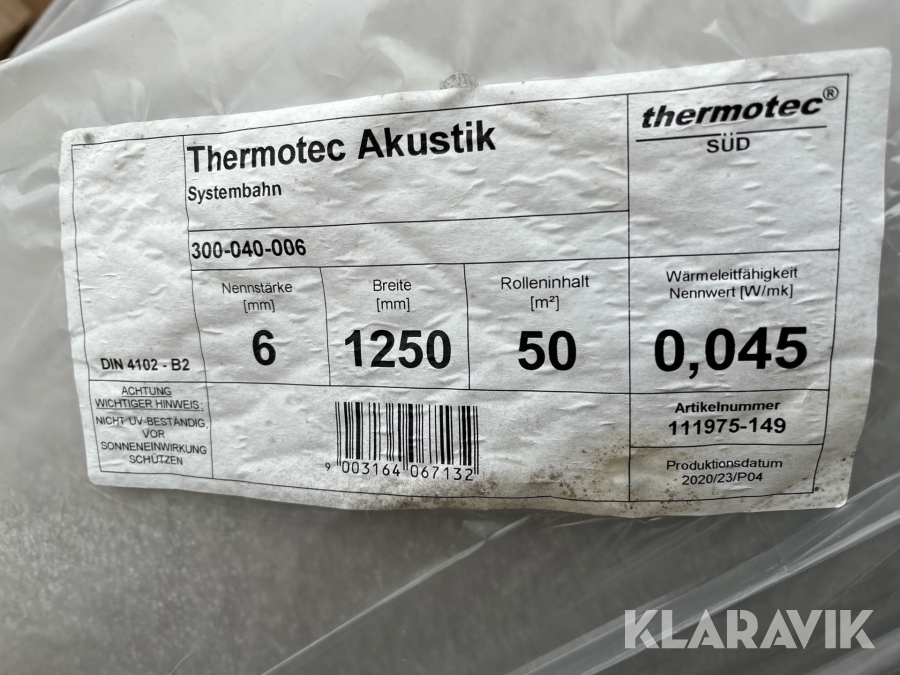 Thermotec Akustik
Systembahn
thermotec®
SÜD
300-040-006
DIN 4102 - B2
Nennstärke
[mm]
6
Breite
[mm]
1250
Rolleninhalt
[m²]
50
Wärmeleitfähigkeit
Nennwert [W/mk]
0,045
ACHTUNG
WICHTIGER HINWEIS:
NICHT UV-BESTÄNDIG,
VOR
SONNENEINWIRKUNG
SCHÜTZEN
9 003164 067132
Artikelnummer
111975-149
Produktionsdatum
2020/23/P04
KLARAVIK